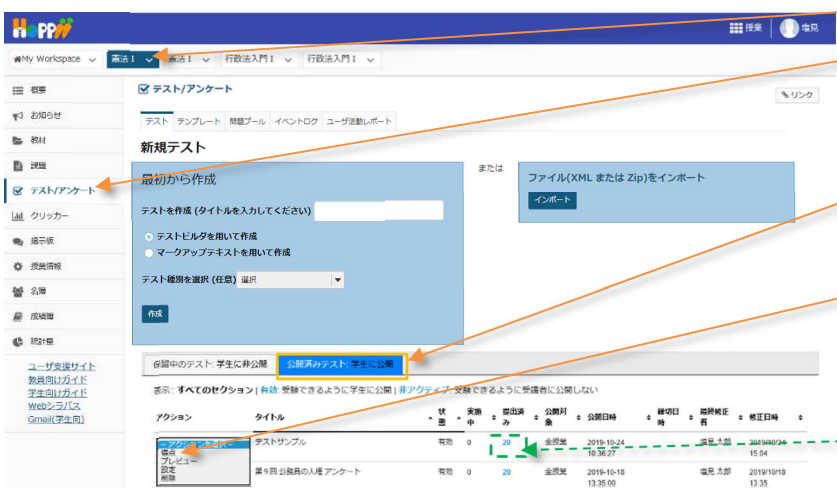 HoPPii
授業 塩見
My Workspace 憲法 I 憲法 I 行政法入門 I 行政法入門 I
概要
お知らせ
教材
課題
テスト/アンケート
クリッカー
掲示板
授業情報
名簿
成績簿
統計量
ユーザ支援サイト
教員向けガイド
学生向けガイド
Webシラバス
Gmail(学生向)
テスト/アンケート
リンク
テスト テンプレート 問題プール イベントログ ユーザ活動レポート
新規テスト
最初から作成
テストを作成 (タイトルを入力してください)
テストビルダを用いて作成
マークアップテキストを用いて作成
テスト種別を選択 (任意) 選択
作成
または
ファイル(XML または Zip)をインポート
インポート
保留中のテスト: 学生に非公開 公開済みテスト: 学生に公開
表示: すべてのセクション | 有効: 受験できるように学生に公開 | 非アクティブ: 受験できるように受講者に公開しない
アクション タイトル 状態 実施中 提出済み 公開対象 公開日時 締切日時 最終修正者 修正日時
得点
プレビュー
設定
削除
テストサンプル 有効 0 20 全授業 2019-10-24 10:36:27 塩見 太郎 2019/10/24 15:04
第9回 公務員の人権 アンケート 有効 0 20 全授業 2019-10-18 13:35:00 塩見 太郎 2019/10/18 13:35